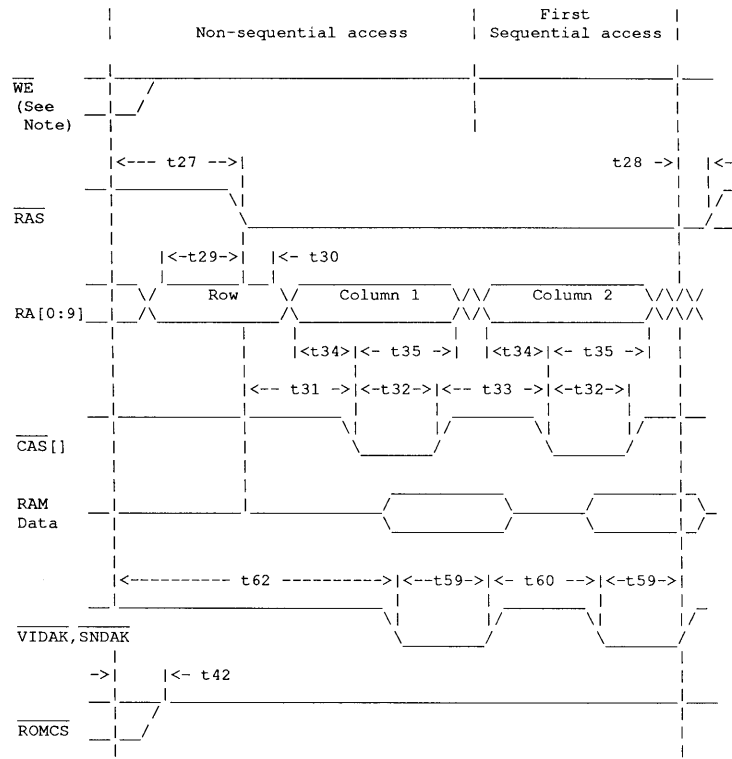 First
Non-sequential access
Sequential access
WE
(See
Note)
<--- t27 -->
t28 ->
<-
RAS
<-t29->
<- t30
RA[0:9]
Row
Column 1
Column 2
<t34>
<- t35 ->
<t34>
<- t35 ->
<-- t31 -->
<-t32->
<-- t33 -->
<-t32->
CAS[]
RAM
Data
<---------- t62 ----------->
<--t59->
<- t60 -->
<-t59->
VIDAK,SNDAK
->
<- t42
ROMCS